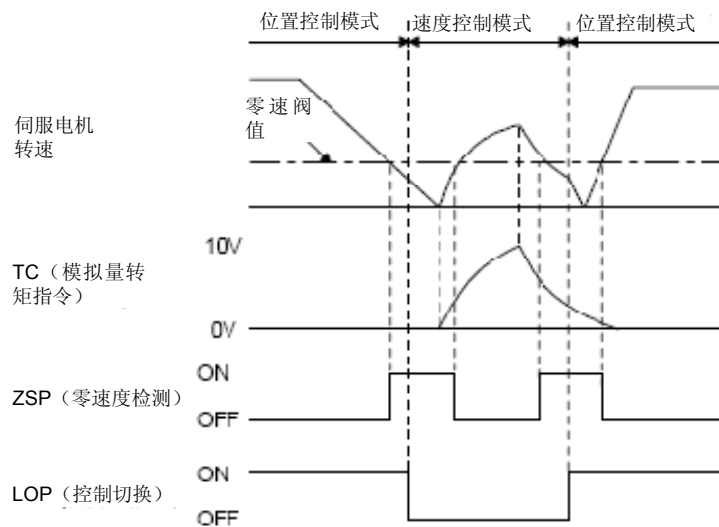 位置控制模式 速度控制模式 位置控制模式
零速阀
值
伺服电机
转速
10V
TC（模拟量转
矩指令）
0V
ON
ZSP（零速度检测）
OFF
ON
LOP（控制切换）
OFF